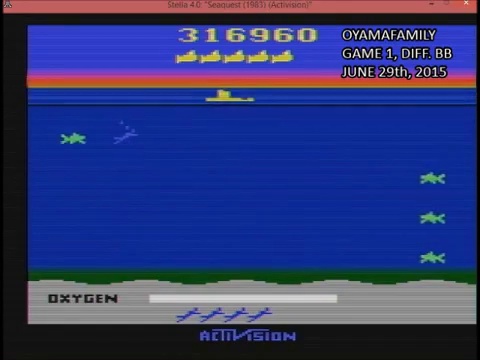 Stella 4.0: "Seaquest (1983) (Activision)"
316960
OYAMAFAMILY
GAME 1, DIFF. BB
JUNE 29th, 2015
OXYGEN
ACTIVISION